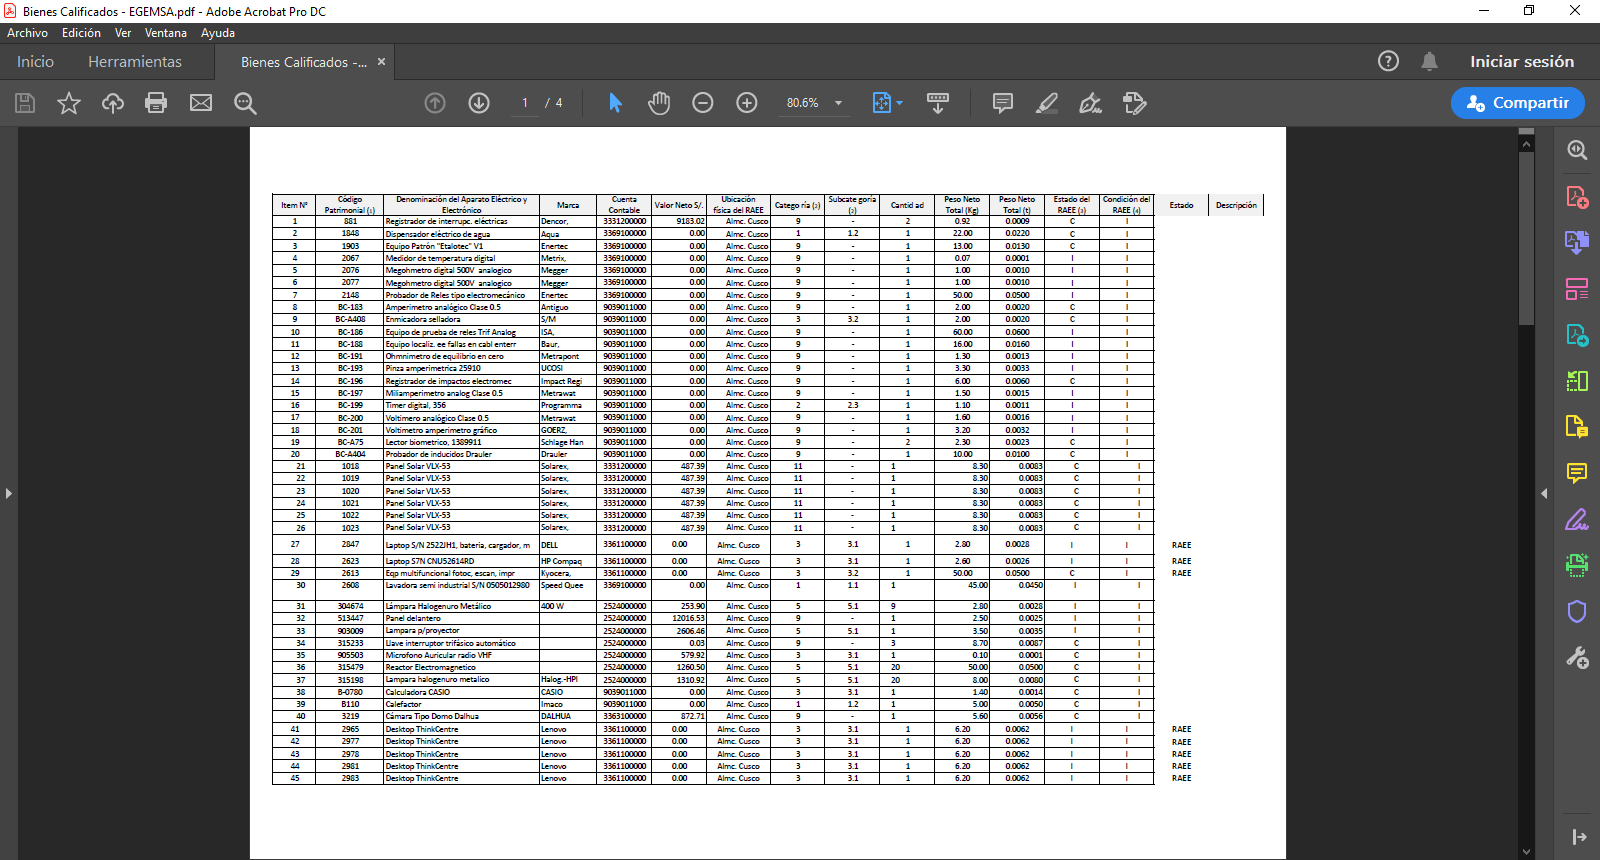 Bienes Calificados - EGEMSA.pdf - Adobe Acrobat Pro DC
Archivo Edición Ver Ventana Ayuda
Inicio Herramientas Bienes Calificados -... × Iniciar sesión
1 / 4 80.6% Compartir
Item N° Código Patrimonial (1) Denominación del Aparato Eléctrico y Electrónico Marca Cuenta Contable Valor Neto S/. Ubicación física del RAEE Catego ría (2) Subcate goría (2) Cantid ad Peso Neto Total (Kg) Peso Neto Total (t) Estado del RAEE (3) Condición del RAEE (4) Estado Descripción
1 881 Registrador de interrupc. eléctricas Dencor, 3331200000 9183.02 Almc. Cusco 9 - 2 0.92 0.0009 C I
2 1848 Dispensador eléctrico de agua Aqua 3369100000 0.00 Almc. Cusco 1 1.2 1 22.00 0.0220 C I
3 1903 Equipo Patrón "Etalotec" V1 Enertec 3369100000 0.00 Almc. Cusco 9 - 1 13.00 0.0130 C I
4 2067 Medidor de temperatura digital Metrix, 3369100000 0.00 Almc. Cusco 9 - 1 0.07 0.0001 I I
5 2076 Megohmetro digital 500V analogico Megger 3369100000 0.00 Almc. Cusco 9 - 1 1.00 0.0010 I I
6 2077 Megohmetro digital 500V analogico Megger 3369100000 0.00 Almc. Cusco 9 - 1 1.00 0.0010 I I
7 2148 Probador de Reles tipo electromecánico Enertec 3369100000 0.00 Almc. Cusco 9 - 1 50.00 0.0500 I I
8 BC-183 Amperimetro analógico Clase 0.5 Antiguo 9039011000 0.00 Almc. Cusco 9 - 1 2.00 0.0020 C I
9 BC-A408 Enmicadora selladora S/M 9039011000 0.00 Almc. Cusco 3 3.2 1 2.00 0.0020 C I
10 BC-186 Equipo de prueba de reles Trif Analog ISA, 9039011000 0.00 Almc. Cusco 9 - 1 60.00 0.0600 I I
11 BC-188 Equipo localiz. ee fallas en cabl enterr Baur, 9039011000 0.00 Almc. Cusco 9 - 1 16.00 0.0160 I I
12 BC-191 Ohmnimetro de equilibrio en cero Metrapont 9039011000 0.00 Almc. Cusco 9 - 1 1.30 0.0013 I I
13 BC-193 Pinza amperimetrica 25910 UCOSI 9039011000 0.00 Almc. Cusco 9 - 1 3.30 0.0033 I I
14 BC-196 Registrador de impactos electromec Impact Regi 9039011000 0.00 Almc. Cusco 9 - 1 6.00 0.0060 C I
15 BC-197 Miliamperimetro analog Clase 0.5 Metrawat 9039011000 0.00 Almc. Cusco 9 - 1 1.50 0.0015 I I
16 BC-199 Timer digital, 356 Programma 9039011000 0.00 Almc. Cusco 2 2.3 1 1.10 0.0011 I I
17 BC-200 Voltimero analógico Clase 0.5 Metrawat 9039011000 0.00 Almc. Cusco 9 - 1 1.60 0.0016 I I
18 BC-201 Voltimetro amperimetro gráfico GOERZ, 9039011000 0.00 Almc. Cusco 9 - 1 3.20 0.0032 I I
19 BC-A75 Lector biometrico, 1389911 Schlage Han 9039011000 0.00 Almc. Cusco 9 - 2 2.30 0.0023 C I
20 BC-A404 Probador de inducidos Drauler Drauler 9039011000 0.00 Almc. Cusco 9 - 1 10.00 0.0100 C I
21 1018 Panel Solar VLX-53 Solarex, 3331200000 487.39 Almc. Cusco 11 - 1 8.30 0.0083 C I
22 1019 Panel Solar VLX-53 Solarex, 3331200000 487.39 Almc. Cusco 11 - 1 8.30 0.0083 C I
23 1020 Panel Solar VLX-53 Solarex, 3331200000 487.39 Almc. Cusco 11 - 1 8.30 0.0083 C I
24 1021 Panel Solar VLX-53 Solarex, 3331200000 487.39 Almc. Cusco 11 - 1 8.30 0.0083 C I
25 1022 Panel Solar VLX-53 Solarex, 3331200000 487.39 Almc. Cusco 11 - 1 8.30 0.0083 C I
26 1023 Panel Solar VLX-53 Solarex, 3331200000 487.39 Almc. Cusco 11 - 1 8.30 0.0083 C I
27 2847 Laptop S/N 2522JH1, bateria, cargador, m DELL 3361100000 0.00 Almc. Cusco 3 3.1 1 2.80 0.0028 I I RAEE
28 2623 Laptop S7N CNU52614RD HP Compaq 3361100000 0.00 Almc. Cusco 3 3.1 1 2.60 0.0026 I I RAEE
29 2613 Eqp multifuncional fotoc, escan, impr Kyocera, 3361100000 0.00 Almc. Cusco 3 3.2 1 50.00 0.0500 C I RAEE
30 2608 Lavadora semi industrial S/N 0505012980 Speed Quee 3369100000 0.00 Almc. Cusco 1 1.1 1 45.00 0.0450 I I
31 304674 Lámpara Halogenuro Metálico 400 W 2524000000 253.90 Almc. Cusco 5 5.1 9 2.80 0.0028 I I
32 513447 Panel delantero 2524000000 12016.53 Almc. Cusco 9 - 1 2.50 0.0025 I I
33 903009 Lampara p/proyector 2524000000 2606.46 Almc. Cusco 5 5.1 1 3.50 0.0035 I I
34 315233 Llave interruptor trifásico automático 2524000000 0.03 Almc. Cusco 9 - 3 8.70 0.0087 C I
35 905503 Microfono Auricular radio VHF 2524000000 579.92 Almc. Cusco 3 3.1 1 0.10 0.0001 C I
36 315479 Reactor Electromagnetico 2524000000 1260.50 Almc. Cusco 5 5.1 20 50.00 0.0500 C I
37 315198 Lampara halogenuro metalico Halog.-HPI 2524000000 1310.92 Almc. Cusco 5 5.1 20 8.00 0.0080 C I
38 B-0780 Calculadora CASIO CASIO 9039011000 0.00 Almc. Cusco 3 3.1 1 1.40 0.0014 C I
39 B110 Calefactor Imaco 9039011000 0.00 Almc. Cusco 1 1.2 1 5.00 0.0050 C I
40 3219 Cámara Tipo Domo Dalhua DALHUA 3363100000 872.71 Almc. Cusco 9 - 1 5.60 0.0056 C I
41 2965 Desktop ThinkCentre Lenovo 3361100000 0.00 Almc. Cusco 3 3.1 1 6.20 0.0062 I I RAEE
42 2977 Desktop ThinkCentre Lenovo 3361100000 0.00 Almc. Cusco 3 3.1 1 6.20 0.0062 I I RAEE
43 2978 Desktop ThinkCentre Lenovo 3361100000 0.00 Almc. Cusco 3 3.1 1 6.20 0.0062 I I RAEE
44 2981 Desktop ThinkCentre Lenovo 3361100000 0.00 Almc. Cusco 3 3.1 1 6.20 0.0062 I I RAEE
45 2983 Desktop ThinkCentre Lenovo 3361100000 0.00 Almc. Cusco 3 3.1 1 6.20 0.0062 I I RAEE